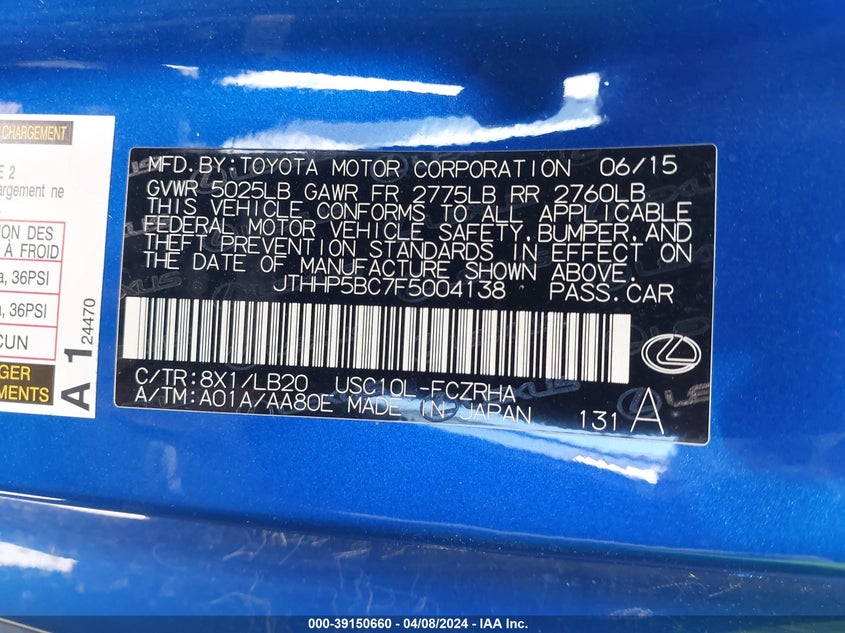 CHARGEMENT
E 2
argement ne
ION DES
À FROID
a, 36PSI
a, 36PSI
CUN
GER
EMENTS
A 1 24470
MFD.BY:TOYOTA MOTOR CORPORATION 06/15
GVWR 5025LB GAWR FR 2775LB RR 2760LB
THIS VEHICLE CONFORMS TO ALL APPLICABLE
FEDERAL MOTOR VEHICLE SAFETY,BUMPER,AND
THEFT PREVENTION STANDARDS IN EFFECT ON
THE DATE OF MANUFACTURE SHOWN ABOVE.
JTHHP5BC7F5004138 PASS.CAR
C/TR:8X1/LB20 USC10L-FCZRHA
A/TM:A01A/AA80E MADE IN JAPAN 131 A
000-39150660 - 04/08/2024 - IAA Inc.